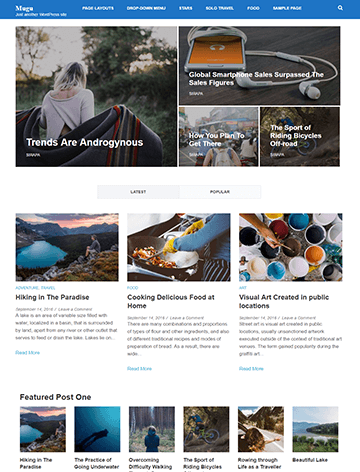 Mugu
Just another WordPress site
PAGE LAYOUTS
DROP-DOWN MENU
STARS
SOLO TRAVEL
FOOD
SAMPLE PAGE
Trends Are Androgynous
SIWAPA
Global Smartphone Sales Surpassed The
Sales Figures
SIWAPA
How You Plan To
Get There
SIWAPA
The Sport of
Riding Bicycles
Off-road
SIWAPA
LATEST
POPULAR
ADVENTURE, TRAVEL
Hiking in The Paradise
September 14, 2016 / Leave a Comment
A lake is an area of variable size filled with
water, localized in a basin, that is surrounded
by land, apart from any river or other outlet that
serves to feed or drain the lake. Lakes lie on...
Read More
FOOD
Cooking Delicious Food at
Home
September 14, 2016 / Leave a Comment
There are many combinations and proportions
of types of flour and other ingredients, and also
of different traditional recipes and modes of
preparation of bread. As a result, there are
wide...
Read More
ART
Visual Art Created in public
locations
September 14, 2016 / Leave a Comment
Street art is visual art created in public
locations, usually unsanctioned artwork
executed outside of the context of traditional art
venues. The term gained popularity during the
graffiti art ...
Read More
Featured Post One
Hiking in The
Paradise
The Practice of
Going Underwater
Overcoming
Difficulty Walking
The Sport of
Riding Bicycles
Rowing through
Life as a Traveller
Beautiful Lake